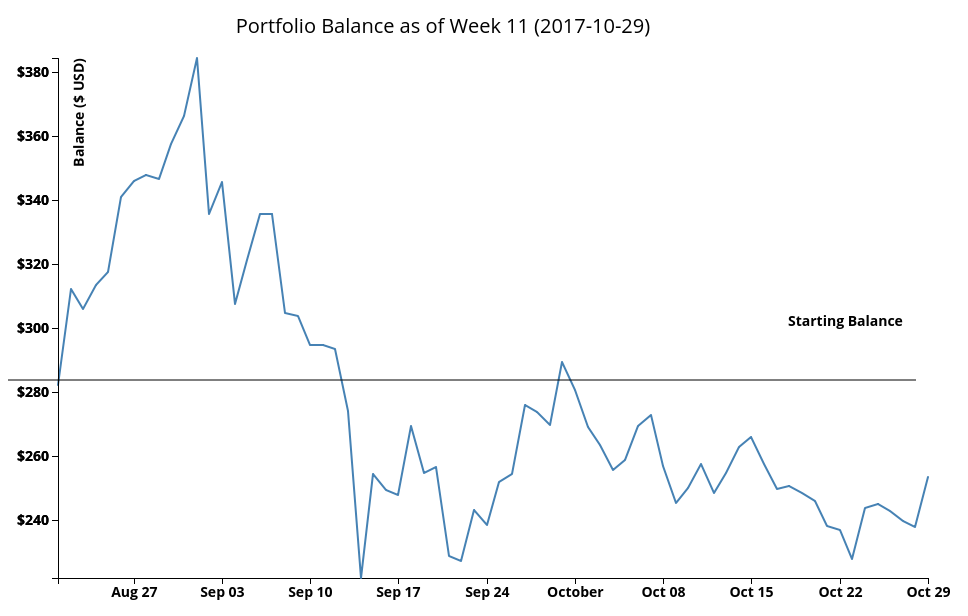 Portfolio Balance as of Week 11 (2017-10-29)
Balance ($ USD)
$380
$360
$340
$320
$300
$280
$260
$240
Starting Balance
Aug 27 Sep 03 Sep 10 Sep 17 Sep 24 October Oct 08 Oct 15 Oct 22 Oct 29